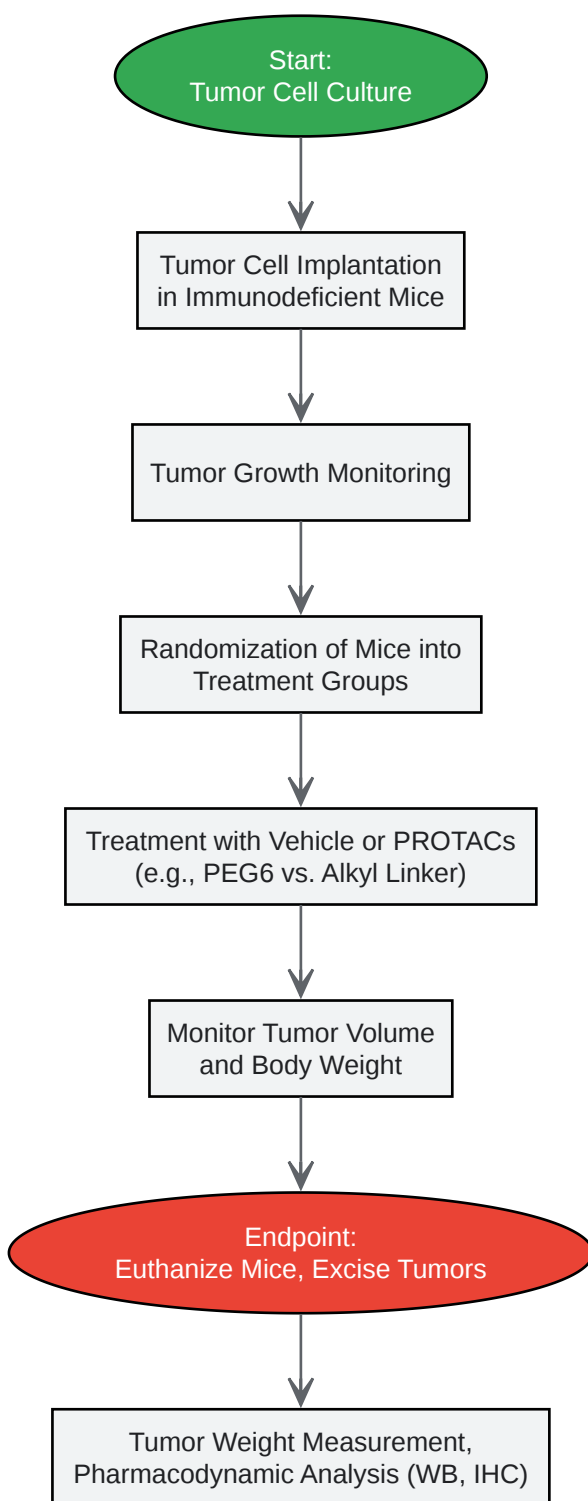 Start:
Tumor Cell Culture
Tumor Cell Implantation
in Immunodeficient Mice
Tumor Growth Monitoring
Randomization of Mice into
Treatment Groups
Treatment with Vehicle or PROTACs
(e.g., PEG6 vs. Alkyl Linker)
Monitor Tumor Volume
and Body Weight
Endpoint:
Euthanize Mice, Excise Tumors
Tumor Weight Measurement,
Pharmacodynamic Analysis (WB, IHC)